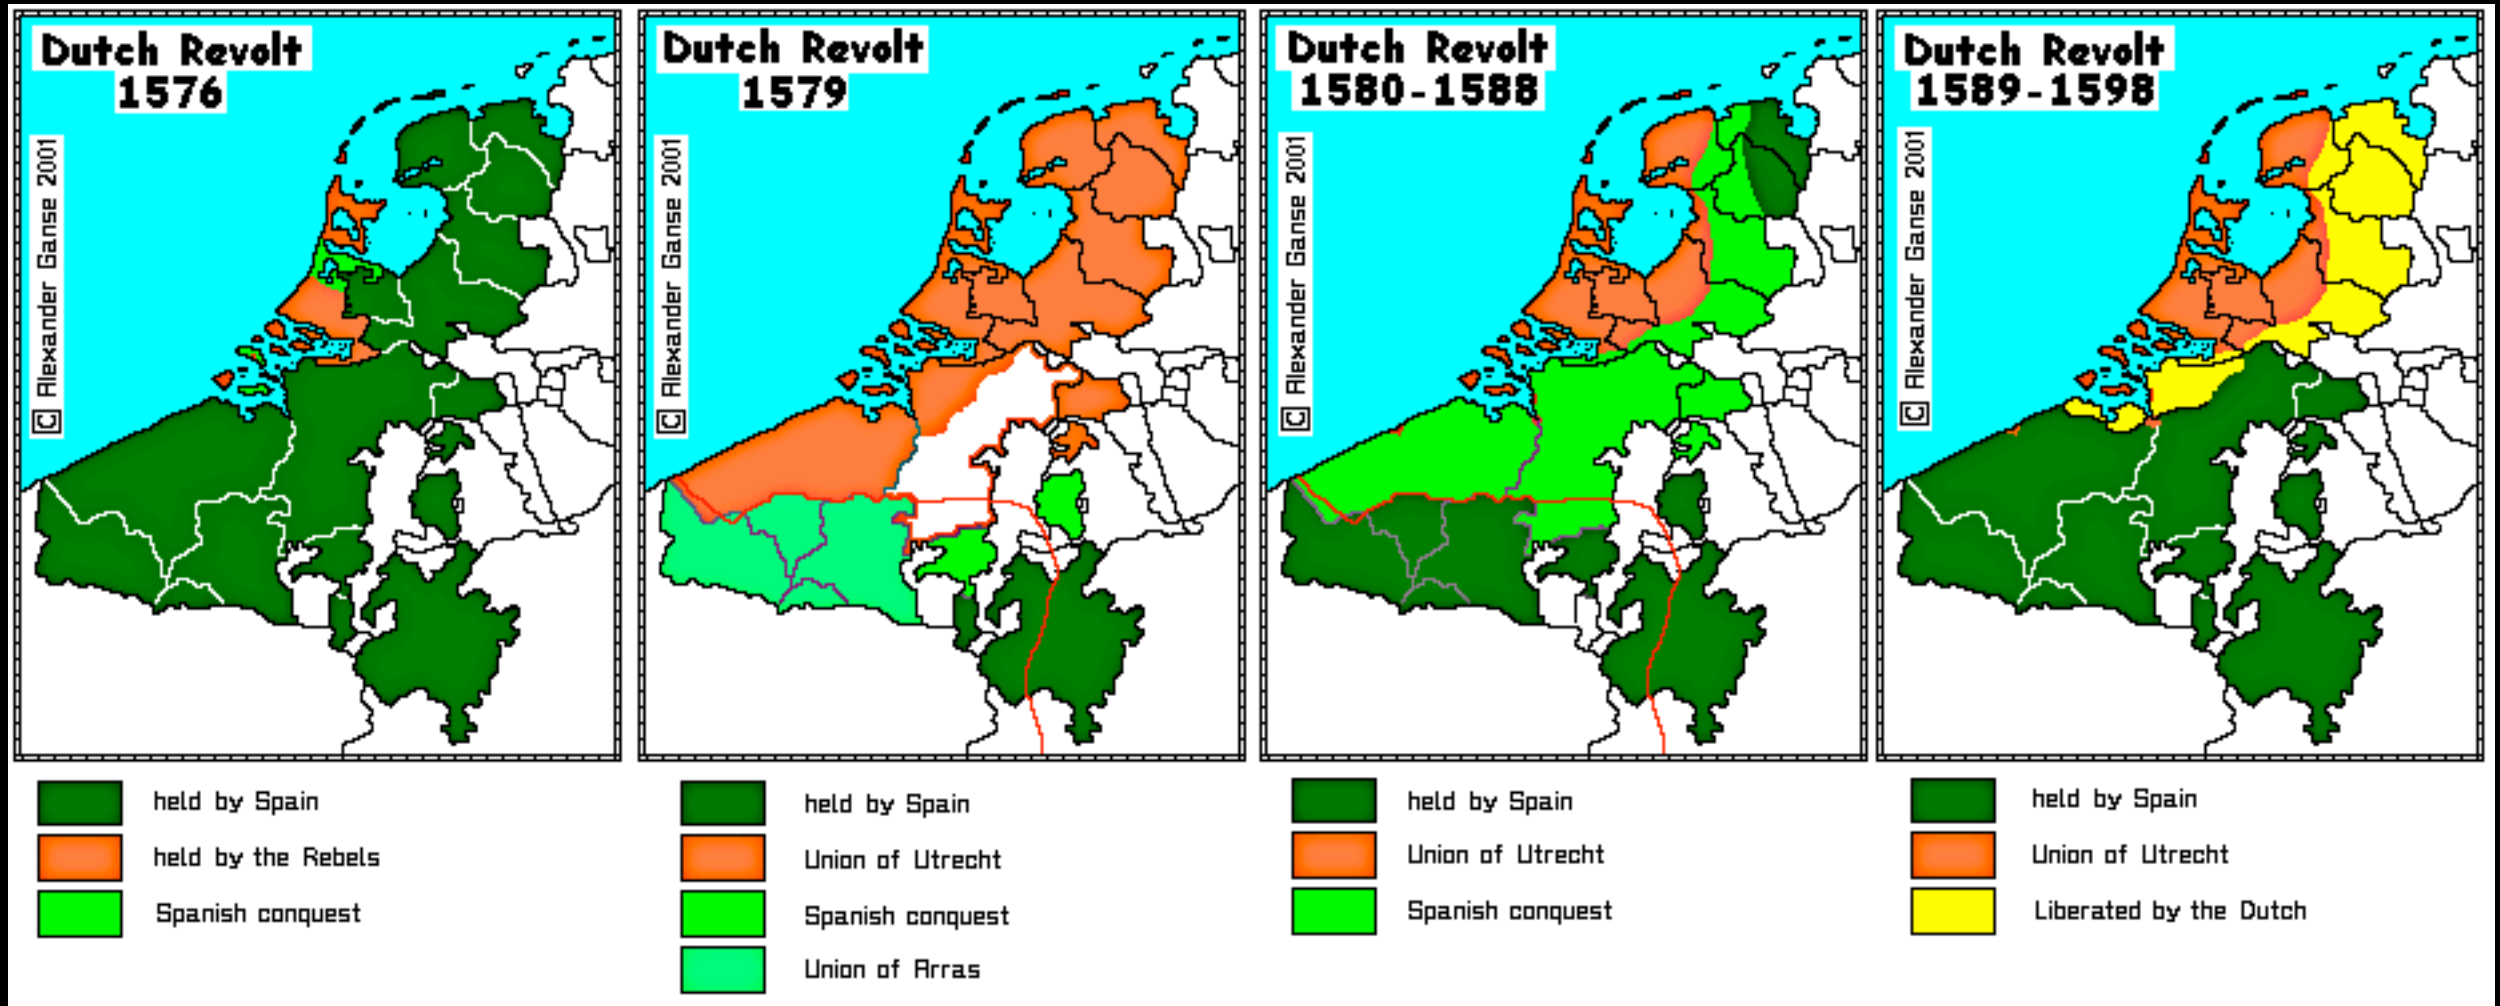 Dutch Revolt
1576
© Alexander Ganse 2001
held by Spain
held by the Rebels
Spanish conquest
Dutch Revolt
1579
© Alexander Ganse 2001
held by Spain
Union of Utrecht
Spanish conquest
Union of Arras
Dutch Revolt
1580-1588
© Alexander Ganse 2001
held by Spain
Union of Utrecht
Spanish conquest
Dutch Revolt
1589-1598
© Alexander Ganse 2001
held by Spain
Union of Utrecht
Liberated by the Dutch